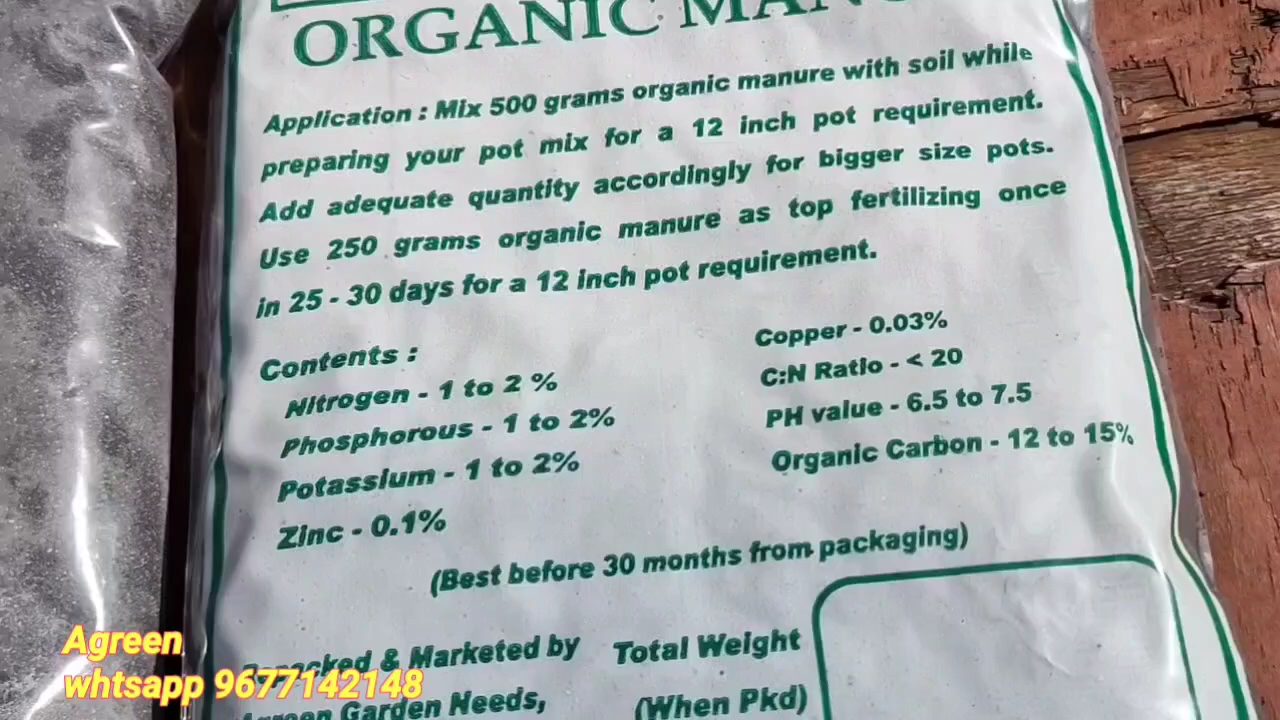 ORGANIC
Application : Mix 500 grams organic manure with soil while
preparing your pot mix for a 12 inch pot requirement.
Add adequate quantity accordingly for bigger size pots.
Use 250 grams organic manure as top fertilizing once
in 25 - 30 days for a 12 inch pot requirement.
Contents :
Nitrogen - 1 to 2 %
Phosphorous - 1 to 2%
Potassium - 1 to 2%
Zinc - 0.1%
Copper - 0.03%
C:N Ratio - < 20
PH value - 6.5 to 7.5
Organic Carbon - 12 to 15%
(Best before 30 months from packaging)
& Marketed by
Garden Needs,
Total Weight
(When Pkd)
Agreen
whtsapp 9677142148